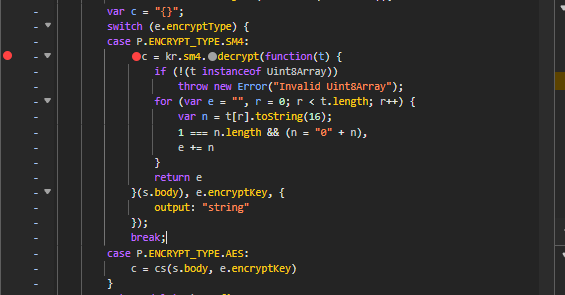 var c = "{}";
switch (e.encryptType) {
case P.ENCRYPT_TYPE.SM4:
c = kr.sm4.decrypt(function(t) {
if (!(t instanceof Uint8Array))
throw new Error("Invalid Uint8Array");
for (var e = "", r = 0; r < t.length; r++) {
var n = t[r].toString(16);
1 === n.length && (n = "0" + n),
e += n
}
return e
}(s.body), e.encryptKey, {
output: "string"
});
break;
case P.ENCRYPT_TYPE.AES:
c = cs(s.body, e.encryptKey)
}